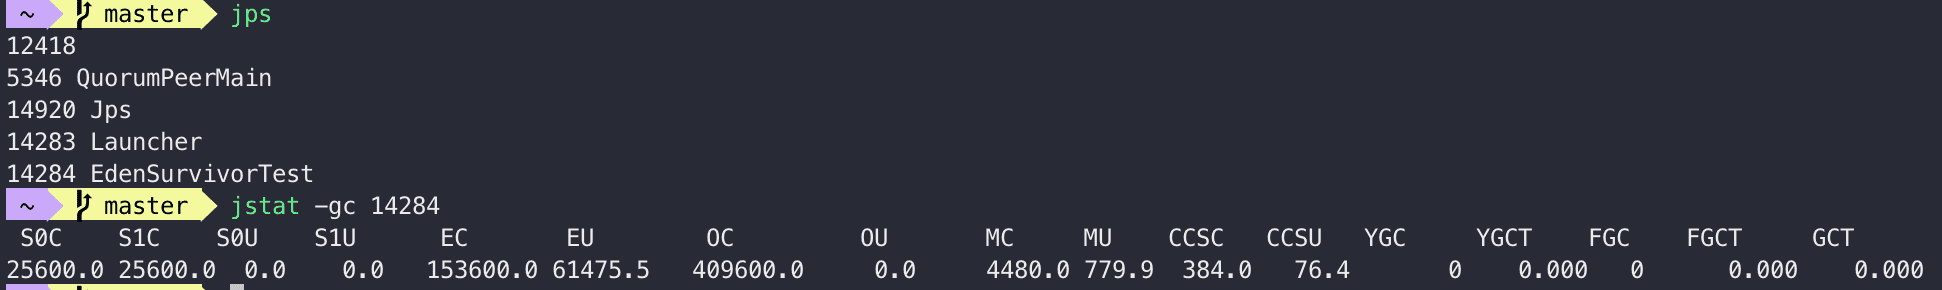 ~ master jps
12418
5346 QuorumPeerMain
14920 Jps
14283 Launcher
14284 EdenSurvivorTest
~ master jstat -gc 14284
S0C S1C S0U S1U EC EU OC OU MC MU CCSC CCSU YGC YGCT FGC FGCT GCT
25600.0 25600.0 0.0 0.0 153600.0 61475.5 409600.0 0.0 4480.0 779.9 384.0 76.4 0 0.000 0 0.000 0.000